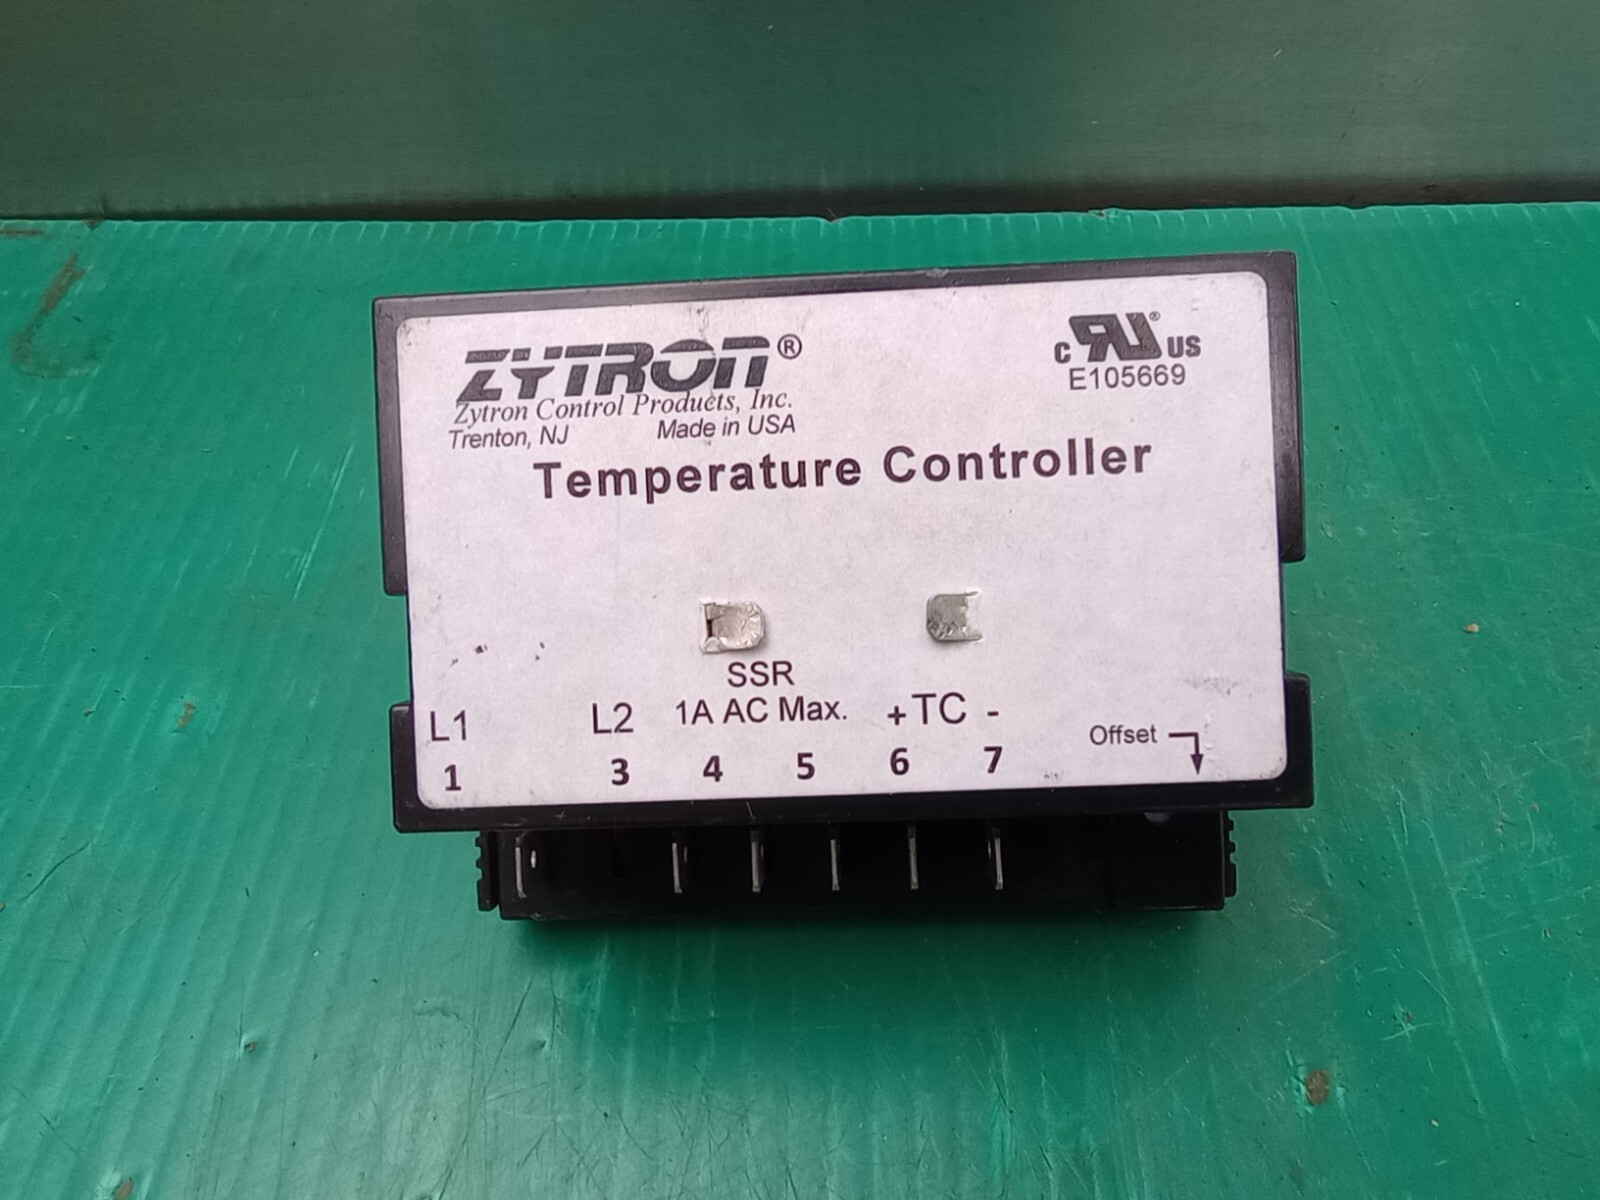 ZYTRON®
Zytron Control Products, Inc.
Trenton, NJ Made in USA
c RU® US
E105669
Temperature Controller
SSR
L1 L2 1A AC Max. + TC -
Offset
1 3 4 5 6 7